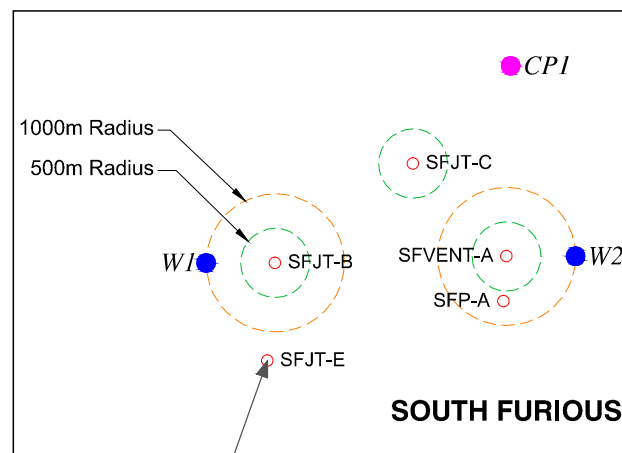 CP1
1000m Radius
500m Radius
SFJT-C
W1
SFJT-B
SFVENT-A
W2
SFP-A
SFJT-E
SOUTH FURIOUS